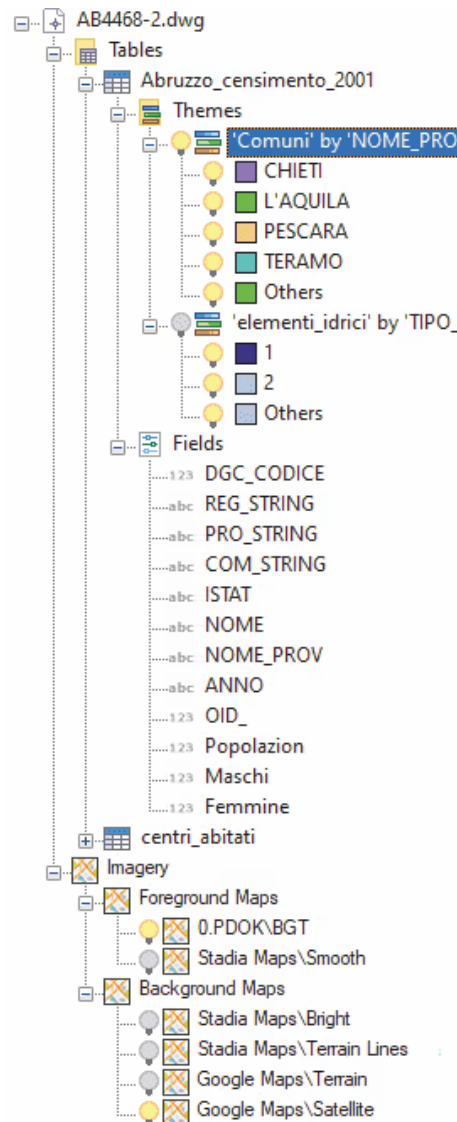 AB4468-2.dwg
Tables
Abruzzo_censimento_2001
Themes
'Comuni' by 'NOME_PRO
CHIETI
L'AQUILA
PESCARA
TERAMO
Others
'elementi_idrici' by 'TIPO_
1
2
Others
Fields
123 DGC_CODICE
abc REG_STRING
abc PRO_STRING
abc COM_STRING
abc ISTAT
abc NOME
abc NOME_PROV
abc ANNO
123 OID_
123 Popolazion
123 Maschi
123 Femmine
centri_abitati
Imagery
Foreground Maps
0.PDOK\BGT
Stadia Maps\Smooth
Background Maps
Stadia Maps\Bright
Stadia Maps\Terrain Lines
Google Maps\Terrain
Google Maps\Satellite